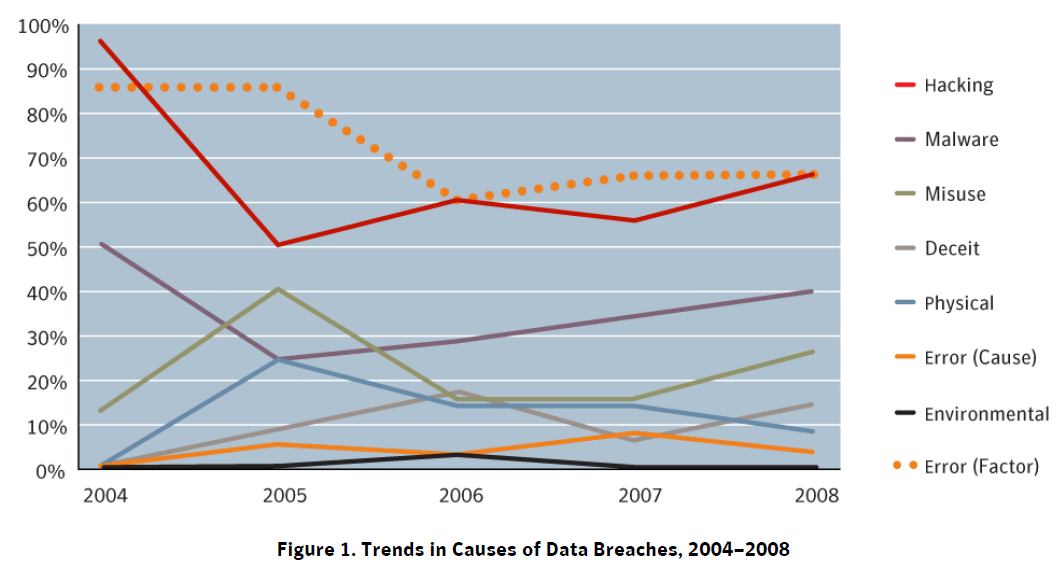 100%
90%
80%
70%
60%
50%
40%
30%
20%
10%
0%
2004 2005 2006 2007 2008
Hacking
Malware
Misuse
Deceit
Physical
Error (Cause)
Environmental
Error (Factor)
Figure 1. Trends in Causes of Data Breaches, 2004–2008